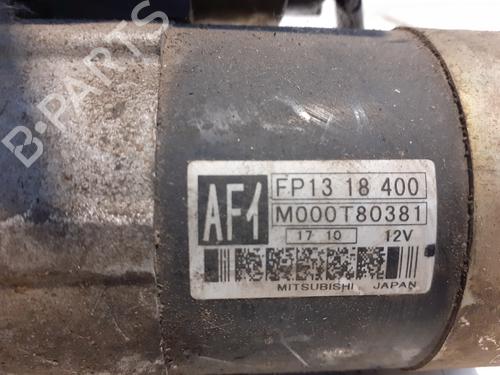 B-PARTS
AF1
FP13 18 400
M000T80381
17 10 12V
MITSUBISHI JAPAN